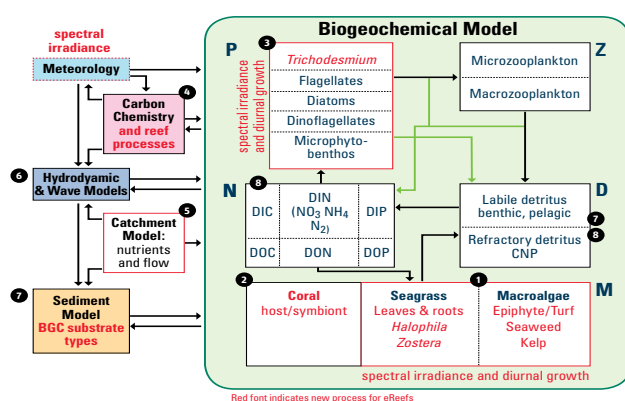 Biogeochemical Model
spectral
irradiance
Meteorology
4
Carbon
Chemistry
and reef
processes
6
Hydrodyamic
& Wave Models
5
Catchment
Model:
nutrients
and flow
7
Sediment
Model
BGC substrate
types
P
3
spectral irradiance
and diurnal growth
Trichodesmium
Flagellates
Diatoms
Dinoflagellates
Microphyto-
benthos
Z
Microzooplankton
Macrozooplankton
N
8
DIC
DIN
(NO3 NH4
N2)
DIP
DOC
DON
DOP
D
Labile detritus
benthic, pelagic
7
Refractory detritus
CNP
8
M
2
Coral
host/symbiont
Seagrass
Leaves & roots
Halophila
Zostera
1
Macroalgae
Epiphyte/Turf
Seaweed
Kelp
spectral irradiance and diurnal growth
Red font indicates new process for eReefs